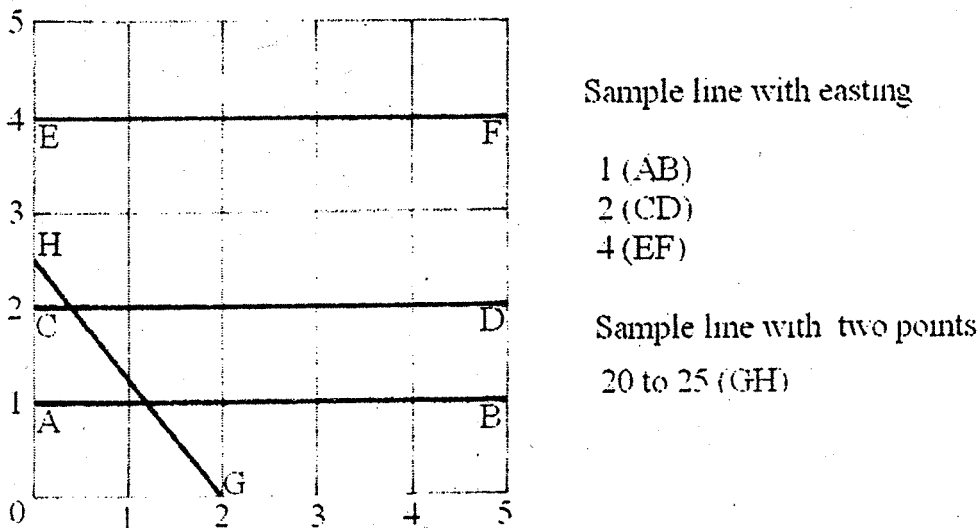 5
4
E
F
Sample line with easting
1 (AB)
2 (CD)
4 (EF)
3
H
2
C
D
Sample line with two points
20 to 25 (GH)
1
A
B
G
0
1
2
3
4
5